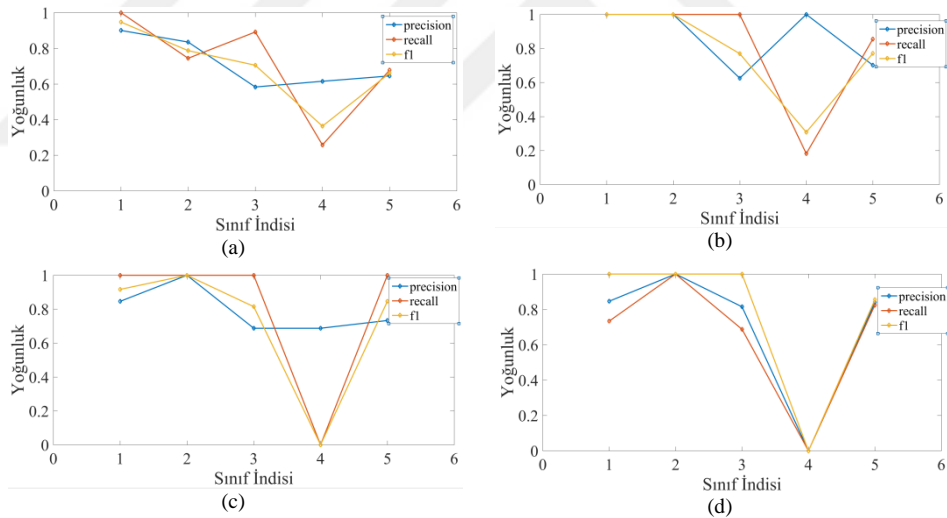 1
0.8
0.6
0.4
0.2
0
Yoğunluk
precision
recall
f1
0 1 2 3 4 5 6
Sınıf İndisi
(a)
1
0.8
0.6
0.4
0.2
0
Yoğunluk
precision
recall
f1
0 1 2 3 4 5 6
Sınıf İndisi
(b)
1
0.8
0.6
0.4
0.2
0
Yoğunluk
precision
recall
f1
0 1 2 3 4 5 6
Sınıf İndisi
(c)
1
0.8
0.6
0.4
0.2
0
Yoğunluk
precision
recall
f1
0 1 2 3 4 5 6
Sınıf İndisi
(d)